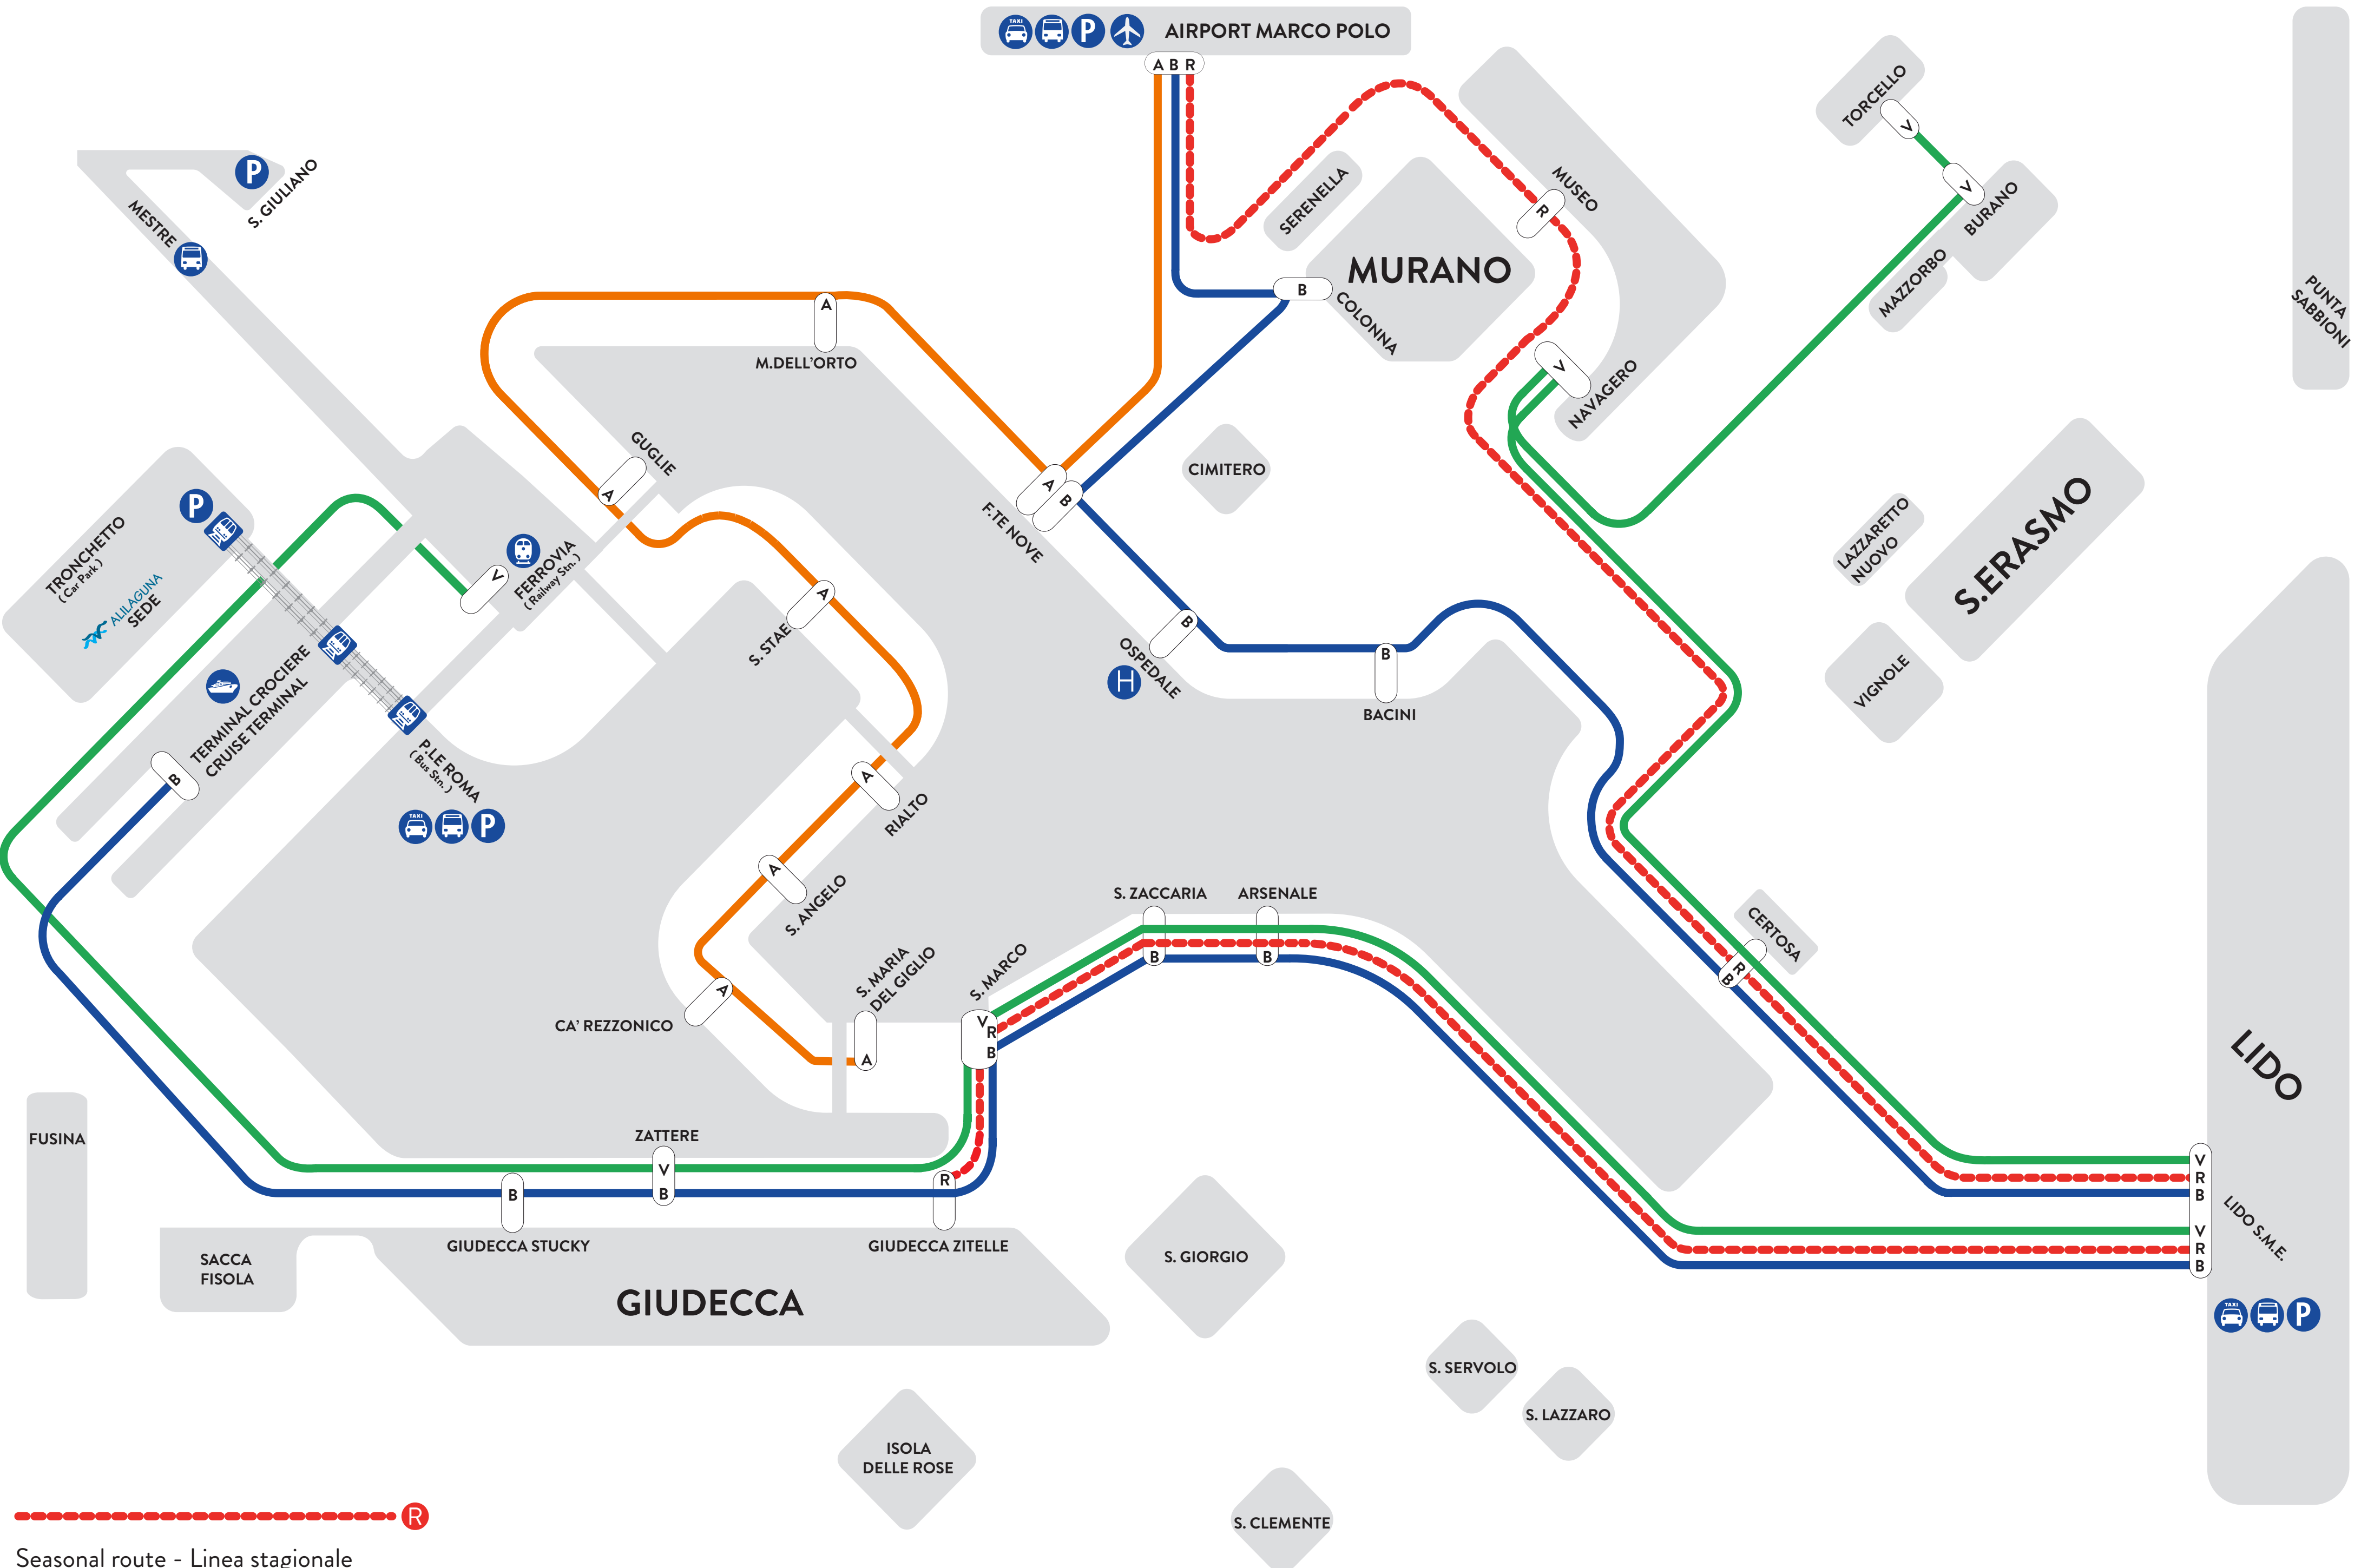 TAXI
P
AIRPORT MARCO POLO
A B R
TORCELLO
V
V
BURANO
MAZZORBO
PUNTA
SABBIONI
P
S. GIULIANO
MESTRE
SERENELLA
MUSEO
R
MURANO
B
COLONNA
A
M.DELL'ORTO
V
NAVAGERO
GUGLIE
A
CIMITERO
A
B
F.TE NOVE
P
TRONCHETTO
( Car Park )
ALILAGUNA
SEDE
V
FERROVIA
( Railway Stn. )
A
S. STAE
B
OSPEDALE
H
B
BACINI
LAZZARETTO
NUOVO
S.ERASMO
VIGNOLE
TERMINAL CROCIERE
CRUISE TERMINAL
B
P.LE ROMA
( Bus Stn. )
TAXI
P
A
RIALTO
A
S. ANGELO
S. ZACCARIA
B
ARSENALE
B
CERTOSA
R
B
A
CA' REZZONICO
S. MARIA
DEL GIGLIO
A
S. MARCO
V
R
B
LIDO
FUSINA
ZATTERE
V
B
B
GIUDECCA STUCKY
R
GIUDECCA ZITELLE
V
R
B
V
R
B
LIDO S.M.E.
TAXI
P
SACCA
FISOLA
GIUDECCA
S. GIORGIO
S. SERVOLO
S. LAZZARO
ISOLA
DELLE ROSE
S. CLEMENTE
R
Seasonal route - Linea stagionale